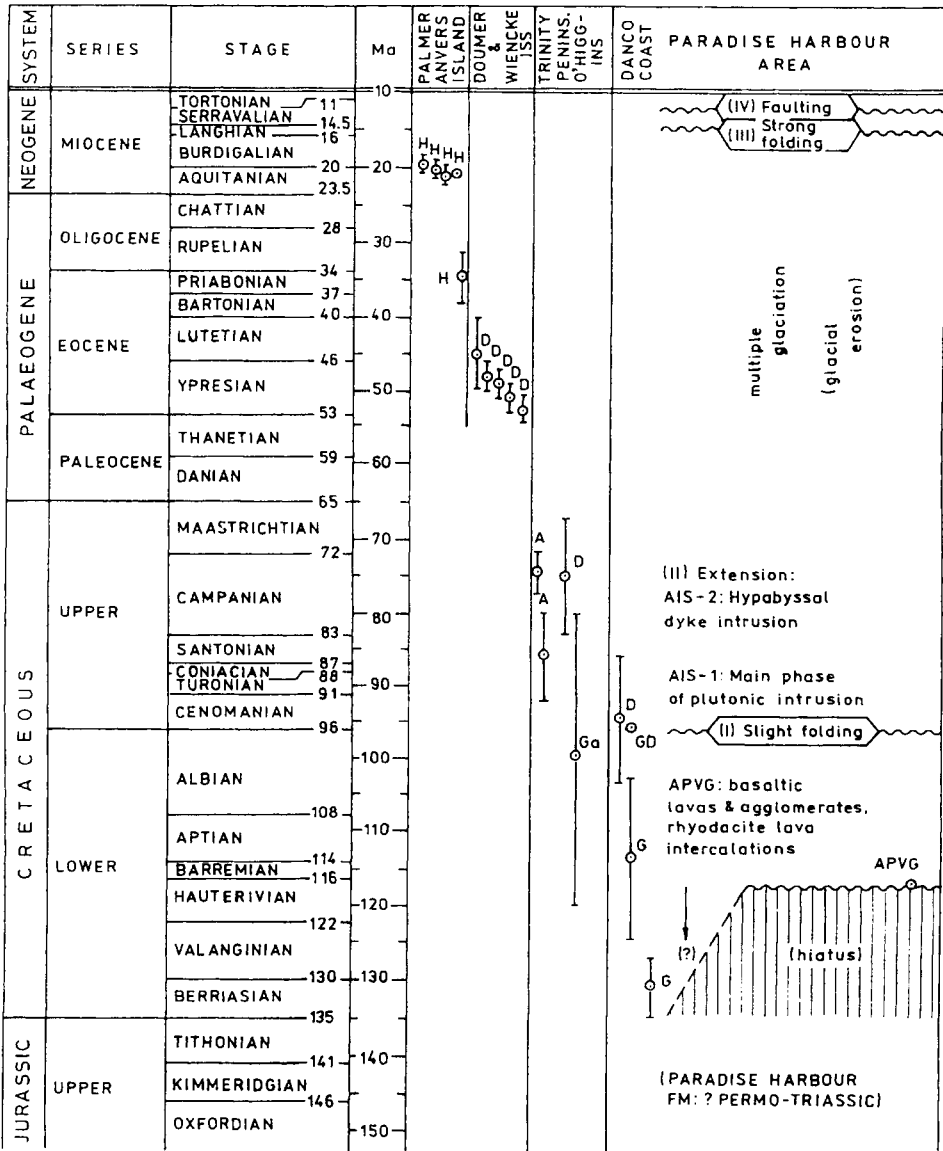 SYSTEM
SERIES
STAGE
Ma
PALMER
ANVERS
ISLAND
DOUMER
&
WIENCKE
ISS
TRINITY
PENINS.
O'HIGG-
INS
DANCO
COAST
PARADISE HARBOUR
AREA
NEOGENE
MIOCENE
TORTONIAN
11
SERRAVALIAN
14.5
LANGHIAN
16
BURDIGALIAN
20
AQUITANIAN
23.5
PALAEOGENE
OLIGOCENE
CHATTIAN
28
RUPELIAN
34
EOCENE
PRIABONIAN
37
BARTONIAN
40
LUTETIAN
46
YPRESIAN
53
PALEOCENE
THANETIAN
59
DANIAN
65
CRETACEOUS
UPPER
MAASTRICHTIAN
72
CAMPANIAN
83
SANTONIAN
87
CONIACIAN
88
TURONIAN
91
CENOMANIAN
96
LOWER
ALBIAN
108
APTIAN
114
BARREMIAN
116
HAUTERIVIAN
122
VALANGINIAN
130
BERRIASIAN
135
JURASSIC
UPPER
TITHONIAN
141
KIMMERIDGIAN
146
OXFORDIAN
10
20
30
40
50
60
70
80
90
100
110
120
130
140
150
H H H H
H
D
D
D
D
D
A
A
D
Ga
D
GD
G
G
(IV) Faulting
(III) Strong
folding
multiple
glaciation
(glacial
erosion)
(II) Extension:
AIS-2: Hypabyssal
dyke intrusion
AIS-1: Main phase
of plutonic intrusion
(I) Slight folding
APVG: basaltic
lavas & agglomerates,
rhyodacite lava
intercalations
APVG
(?)
(hiatus)
(PARADISE HARBOUR
FM: ? PERMO-TRIASSIC)